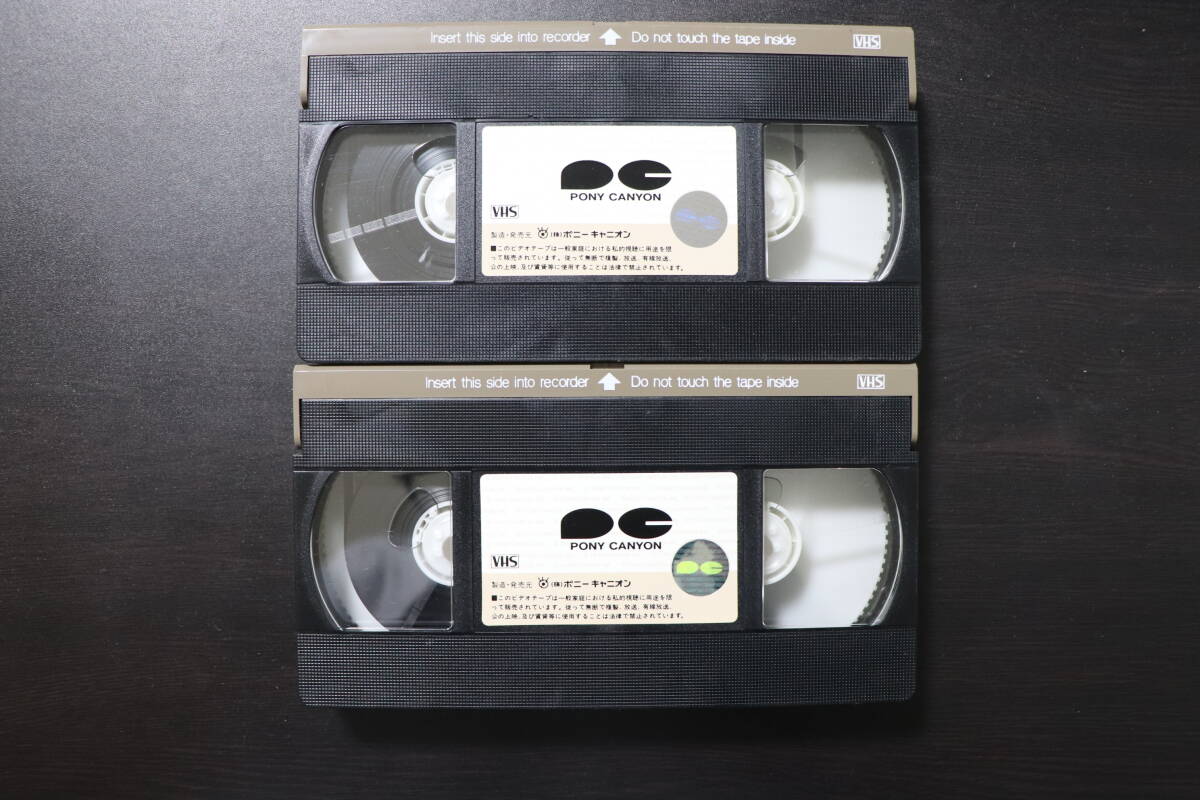 Insert this side into recorder Do not touch the tape inside VHS
PC
PONY CANYON
VHS
製造・発売元 (株)ポニーキャニオン
■このビデオテープは一般家庭における私的視聴に用途を限
って販売されています。従って無断で複製、放送、有線放送、
公の上映、及び賃貸等に使用することは法律で禁止されています。
Insert this side into recorder Do not touch the tape inside VHS
PC
PONY CANYON
VHS
PC
製造・発売元 (株)ポニーキャニオン
■このビデオテープは一般家庭における私的視聴に用途を限
って販売されています。従って無断で複製、放送、有線放送、
公の上映、及び賃貸等に使用することは法律で禁止されています。